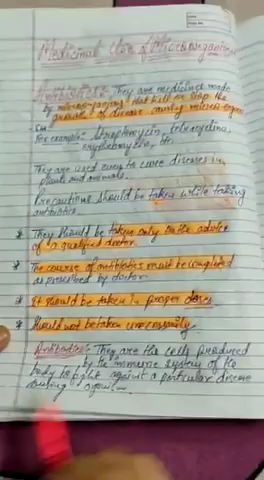 Medicinal Use of Microorganisms
Antibiotics:- They are medicines made
by microorganisms that kill or stop the
growth of disease causing micro-organ
for example:- Streptomycin, tetracycline,
erythromycin, etc.
They are used even to cure diseases in
plants and animals.
Precautions should be taken while taking
antibiotics.
* They should be taken only on the advice
of a qualified doctor.
* The course of antibiotics must be completed
as prescribed by doctor.
* It should be taken in proper doses
* Should not be taken unnecessarily.
Antibodies:- They are the cells produced
by the immune system of the
body to fight against a particular disease
causing